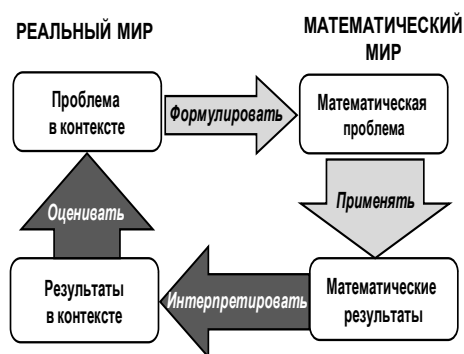 РЕАЛЬНЫЙ МИР
МАТЕМАТИЧЕСКИЙ
МИР
Проблема
в контексте
Формулировать
Математическая
проблема
Оценивать
Применять
Результаты
в контексте
Интерпретировать
Математические
результаты